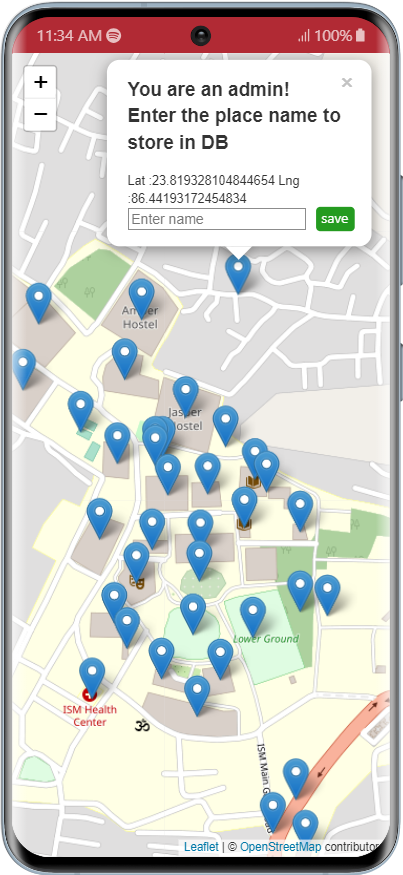 11:34 AM
100%
+
−
×
You are an admin!
Enter the place name to
store in DB
Lat :23.819328104844654 Lng
:86.44193172454834
Enter name
save
Hostel
Jasper
Hostel
Lower Ground
ISM Health
Center
ॐ
ISM Main G
Leaflet | © OpenStreetMap contributor